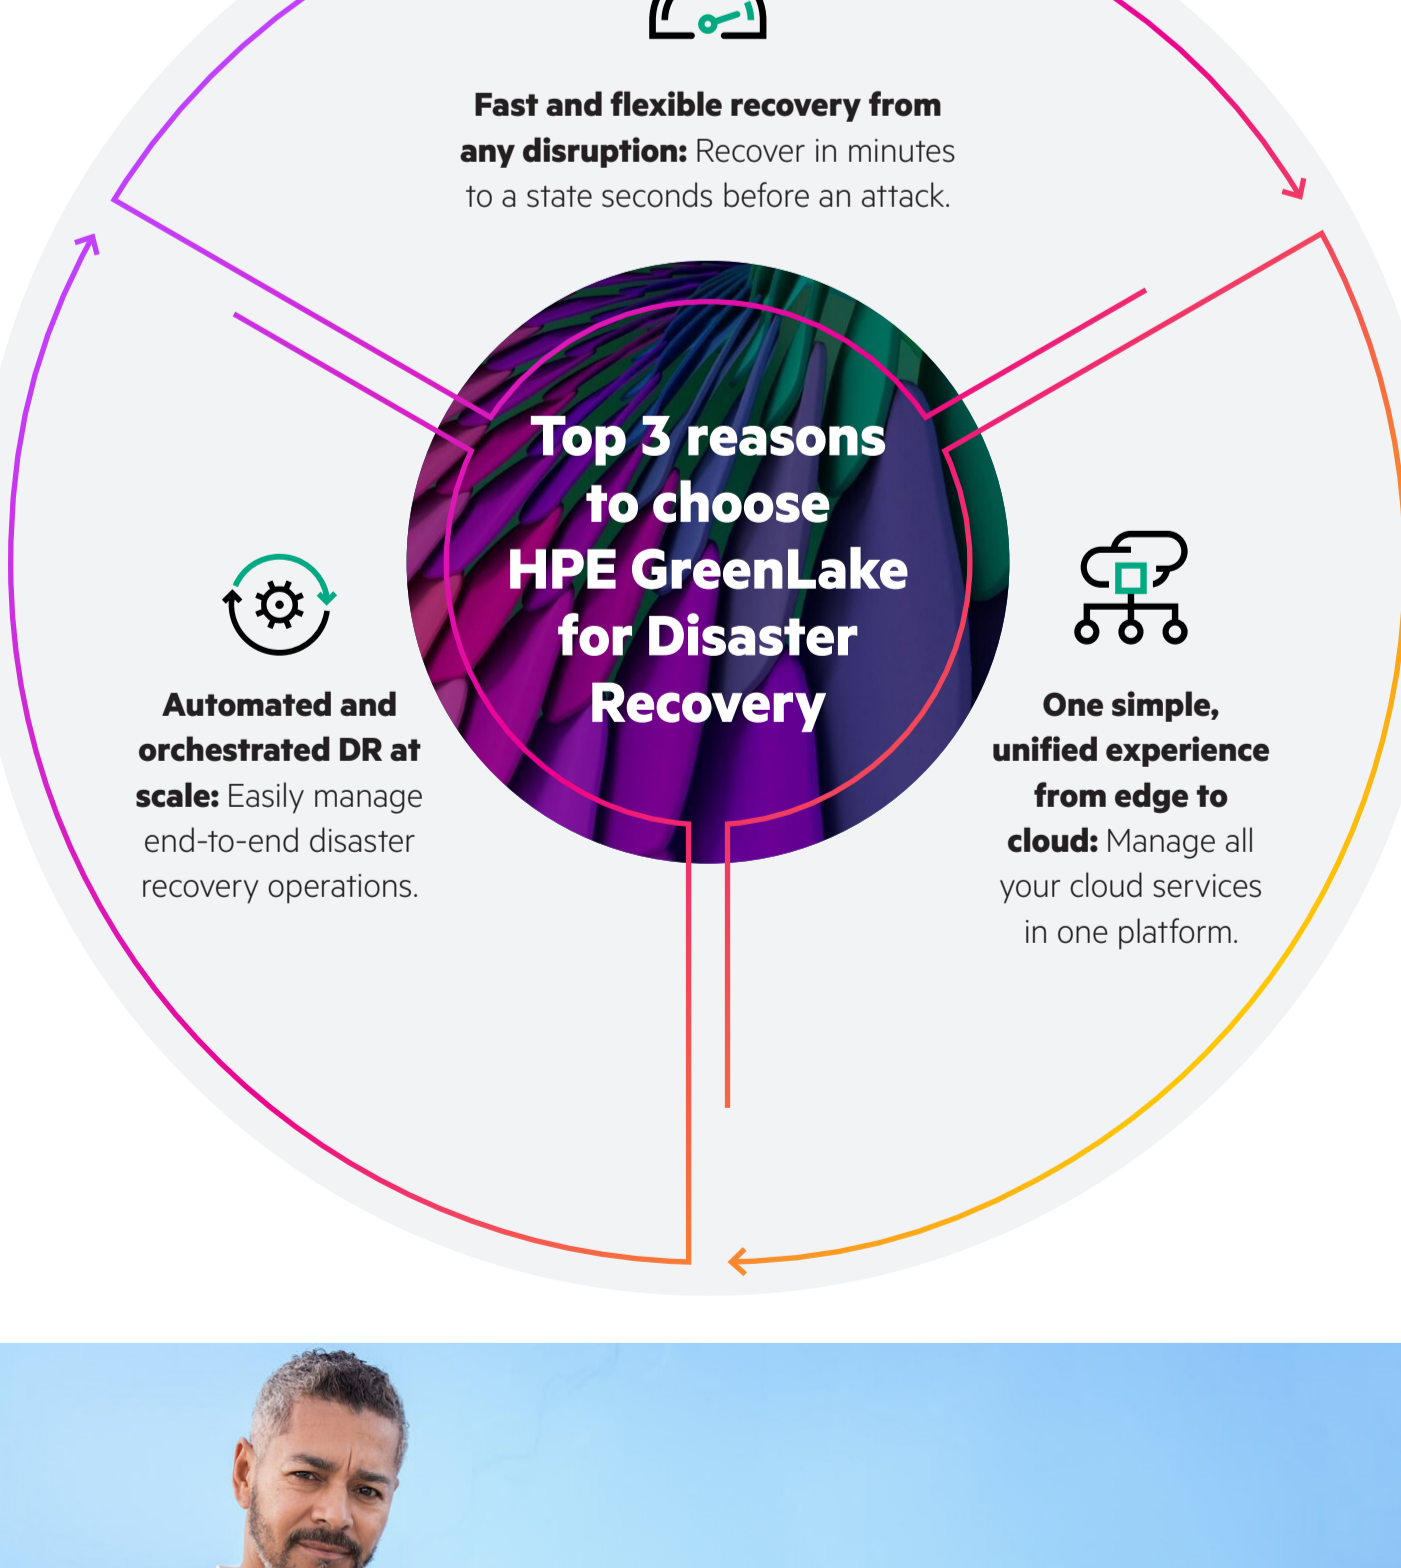 Fast and flexible recovery from
any disruption: Recover in minutes
to a state seconds before an attack.
Top 3 reasons
to choose
HPE GreenLake
for Disaster
Recovery
Automated and
orchestrated DR at
scale: Easily manage
end-to-end disaster
recovery operations.
One simple,
unified experience
from edge to
cloud: Manage all
your cloud services
in one platform.